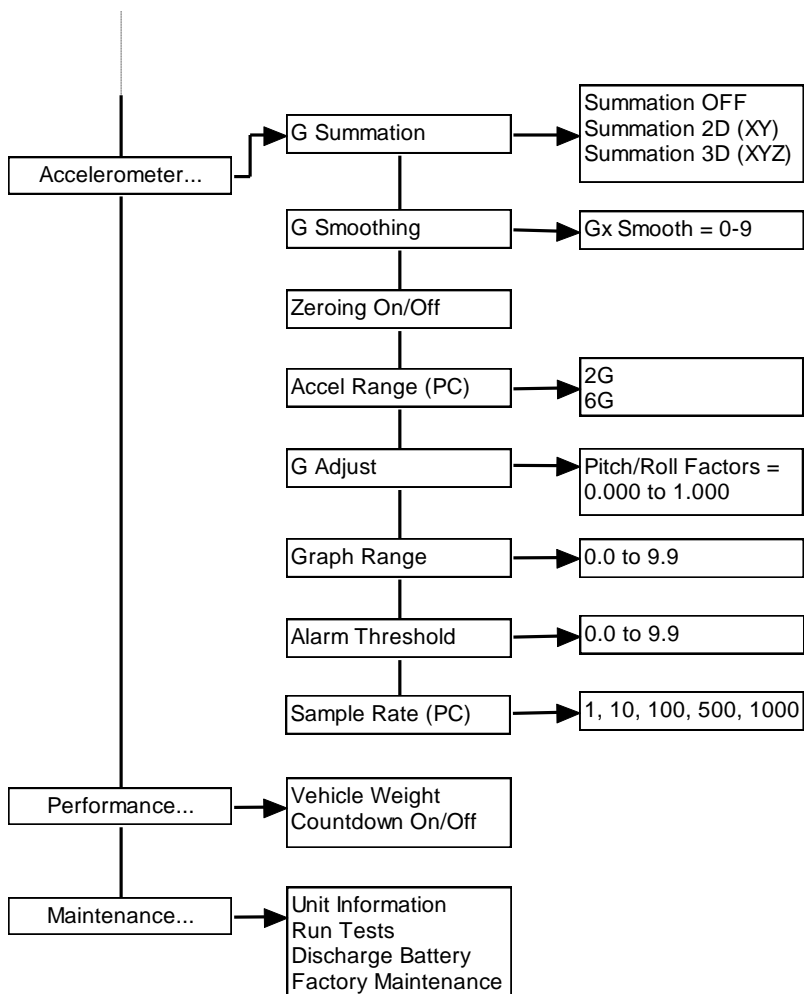 G Summation
Summation OFF
Summation 2D (XY)
Summation 3D (XYZ)
Accelerometer...
G Smoothing
Gx Smooth = 0-9
Zeroing On/Off
Accel Range (PC)
2G
6G
G Adjust
Pitch/Roll Factors =
0.000 to 1.000
Graph Range
0.0 to 9.9
Alarm Threshold
0.0 to 9.9
Sample Rate (PC)
1, 10, 100, 500, 1000
Performance...
Vehicle Weight
Countdown On/Off
Maintenance...
Unit Information
Run Tests
Discharge Battery
Factory Maintenance